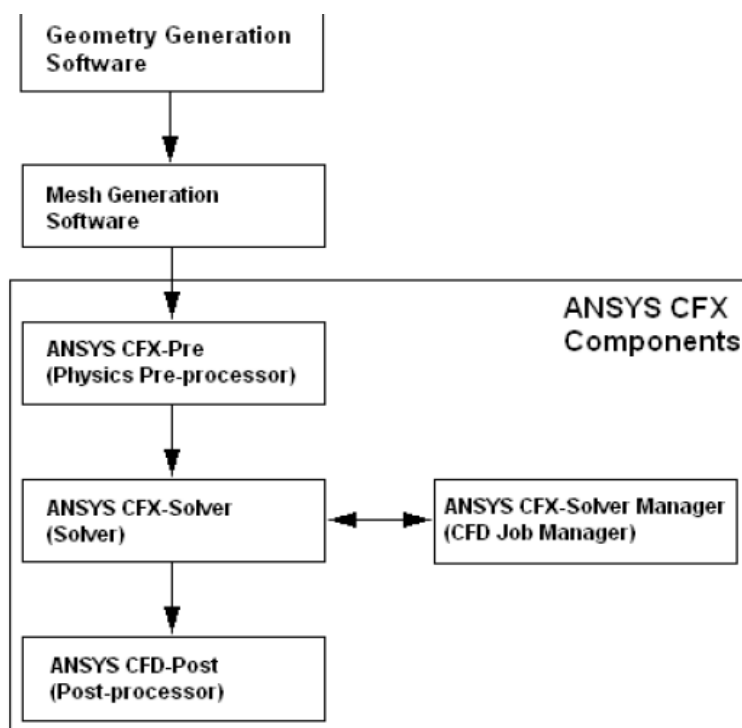 Geometry Generation
Software
Mesh Generation
Software
ANSYS CFX
Components
ANSYS CFX-Pre
(Physics Pre-processor)
ANSYS CFX-Solver
(Solver)
ANSYS CFX-Solver Manager
(CFD Job Manager)
ANSYS CFD-Post
(Post-processor)